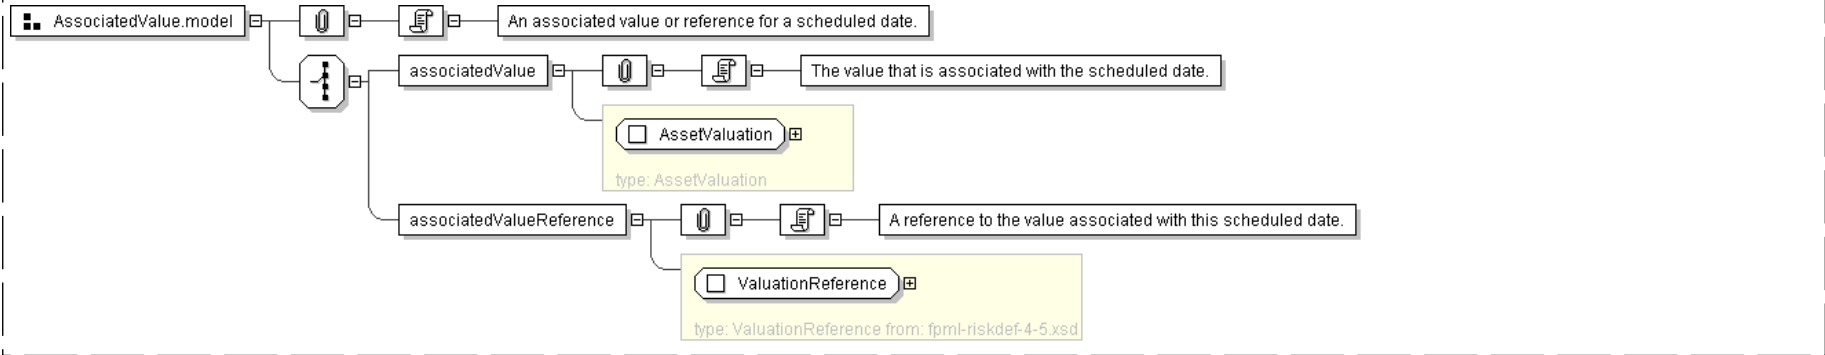 AssociatedValue.model
An associated value or reference for a scheduled date.
associatedValue
The value that is associated with the scheduled date.
AssetValuation
type: AssetValuation
associatedValueReference
A reference to the value associated with this scheduled date.
ValuationReference
type: ValuationReference from: fpml-riskdef-4-5.xsd